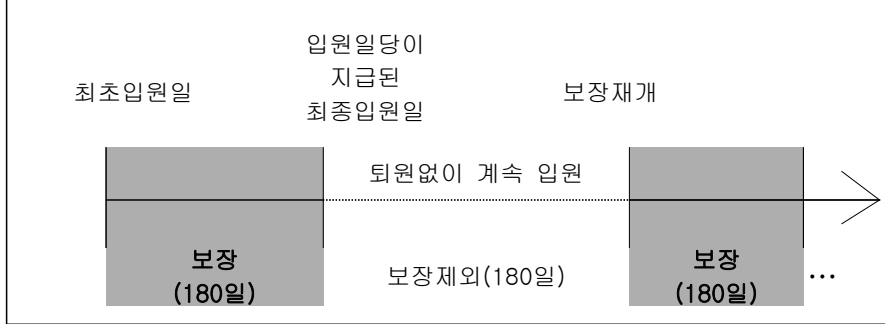 최초입원일
입원일당이
지급된
최종입원일
보장재개
퇴원없이 계속 입원
보장
(180일)
보장제외(180일)
보장
(180일)
···